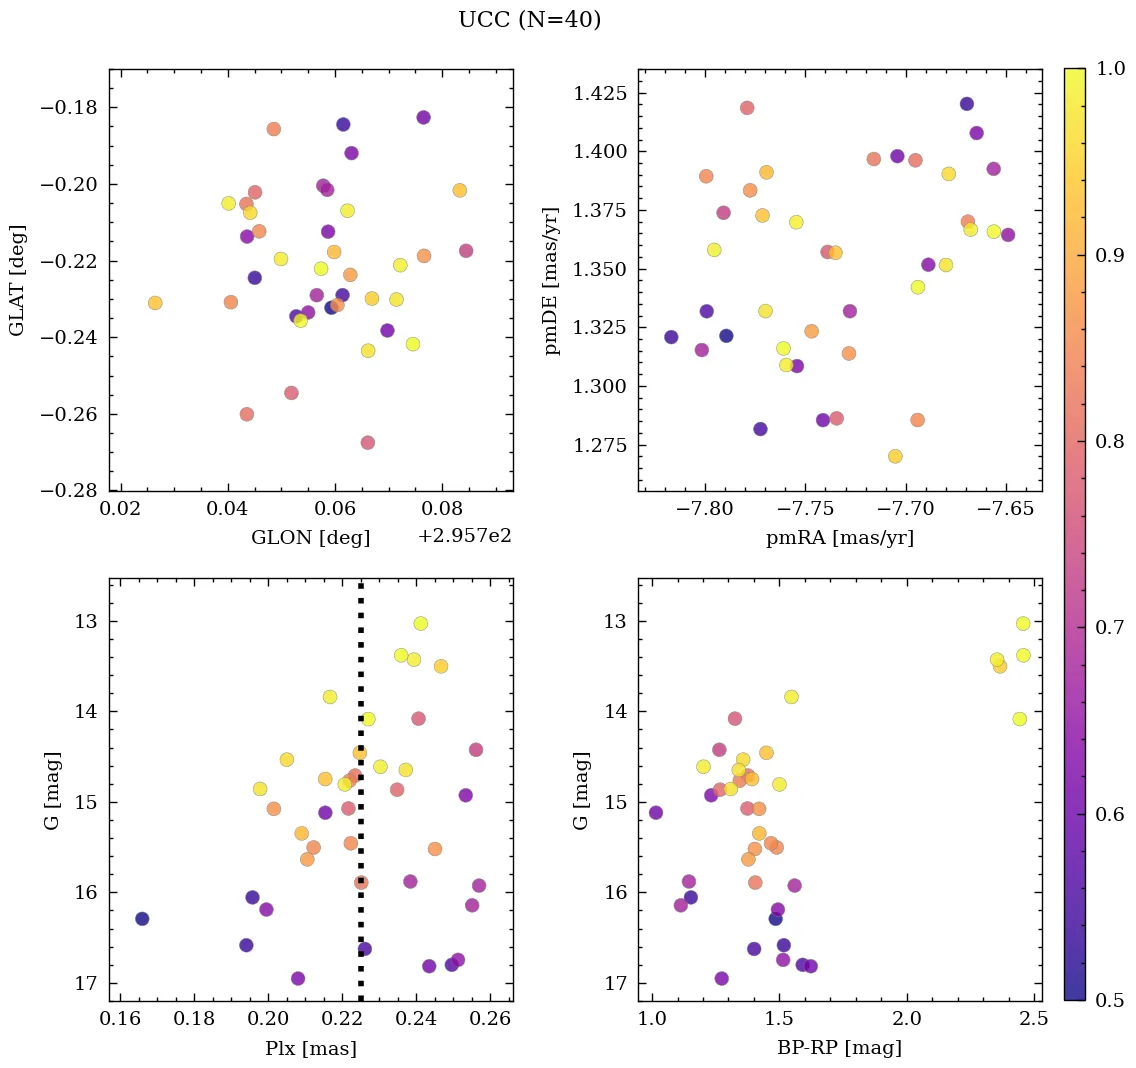 UCC (N=40)
−0.18
−0.20
−0.22
−0.24
−0.26
−0.28
GLAT [deg]
0.02 0.04 0.06 0.08
GLON [deg] +2.957e2
1.425
1.400
1.375
1.350
1.325
1.300
1.275
pmDE [mas/yr]
−7.80 −7.75 −7.70 −7.65
pmRA [mas/yr]
13
14
15
16
17
G [mag]
0.16 0.18 0.20 0.22 0.24 0.26
Plx [mas]
13
14
15
16
17
G [mag]
1.0 1.5 2.0 2.5
BP-RP [mag]
1.0
0.9
0.8
0.7
0.6
0.5